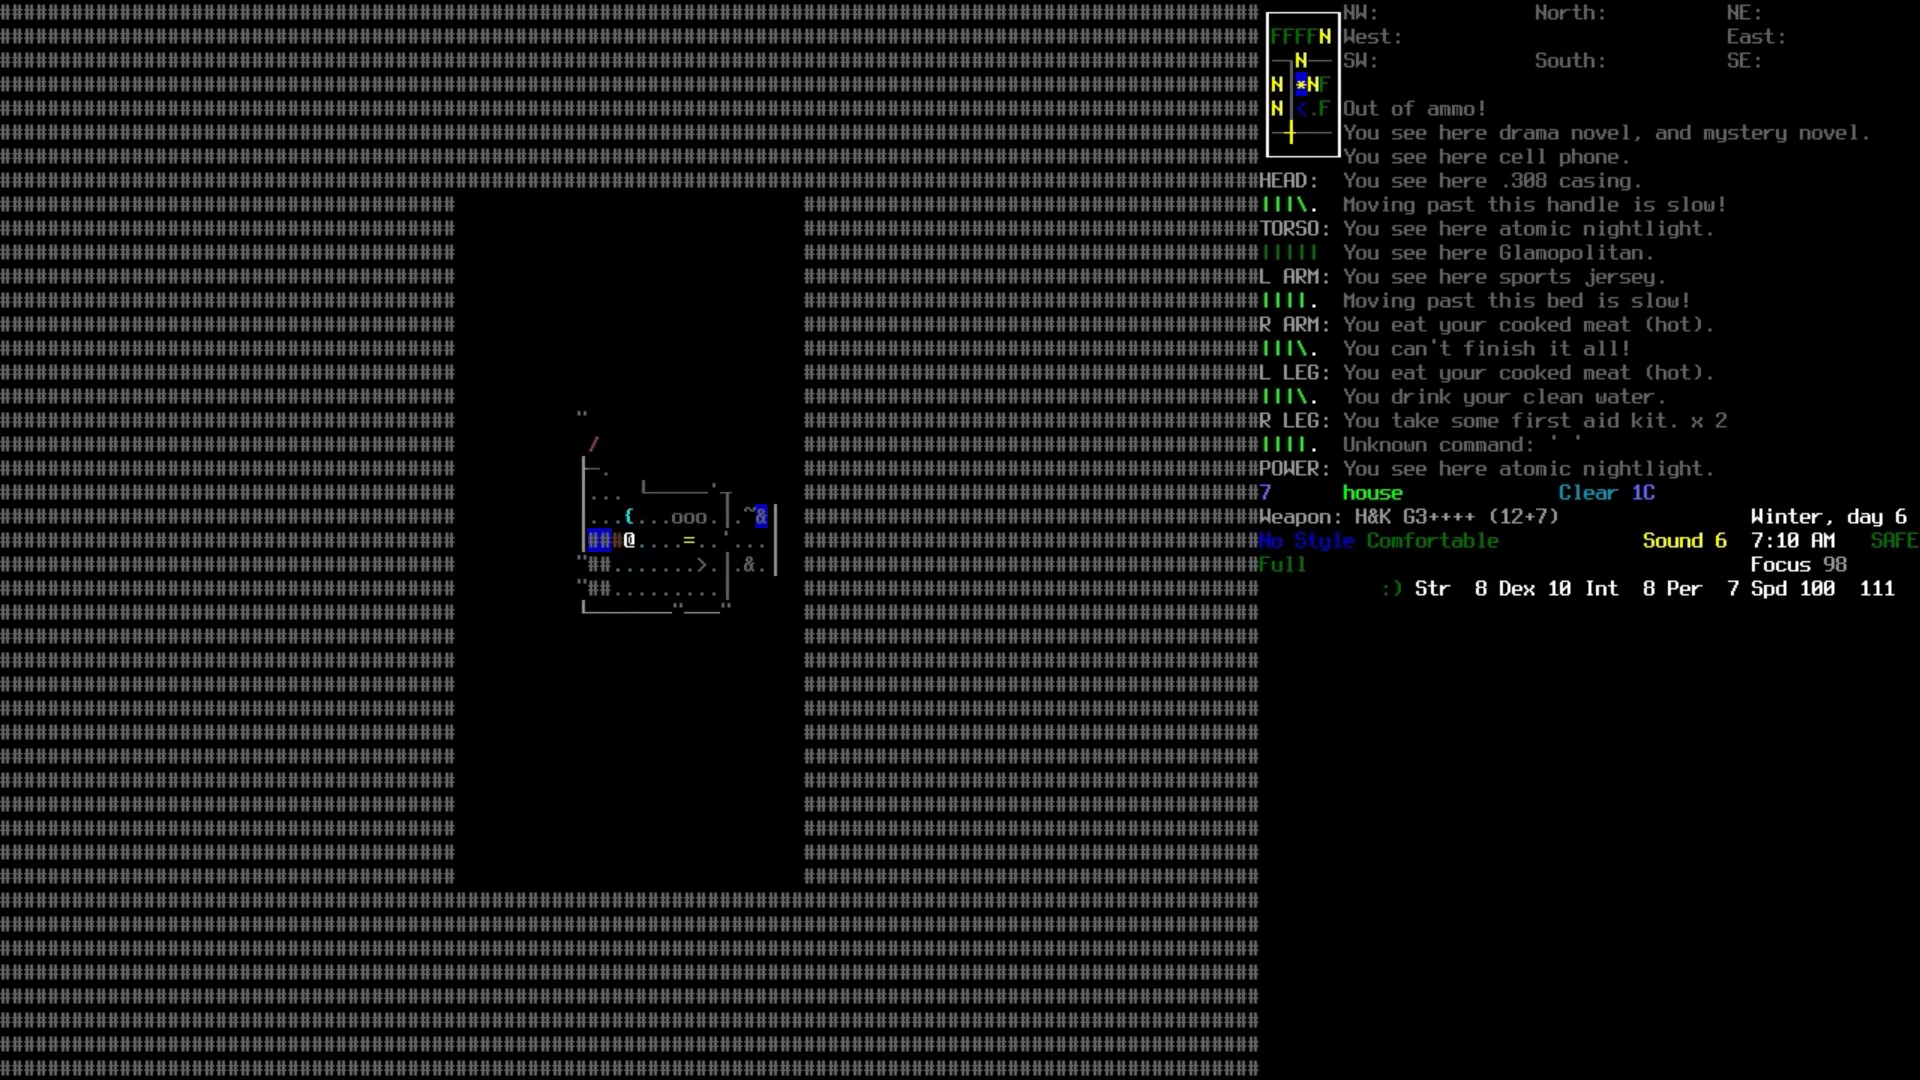 NW: North: NE:
FFFFN West: East:
N SW: South: SE:
N *NF
N <.F Out of ammo!
You see here drama novel, and mystery novel.
You see here cell phone.
HEAD: You see here .308 casing.
|||\. Moving past this handle is slow!
TORSO: You see here atomic nightlight.
||||| You see here Glamopolitan.
L ARM: You see here sports jersey.
||||. Moving past this bed is slow!
R ARM: You eat your cooked meat (hot).
|||\. You can't finish it all!
L LEG: You eat your cooked meat (hot).
|||\. You drink your clean water.
R LEG: You take some first aid kit. x 2
||||. Unknown command: ' '
POWER: You see here atomic nightlight.
7 house Clear 1C
Weapon: H&K G3++++ (12+7) Winter, day 6
No Style Comfortable Sound 6 7:10 AM SAFE
Full Focus 98
:) Str 8 Dex 10 Int 8 Per 7 Spd 100 111